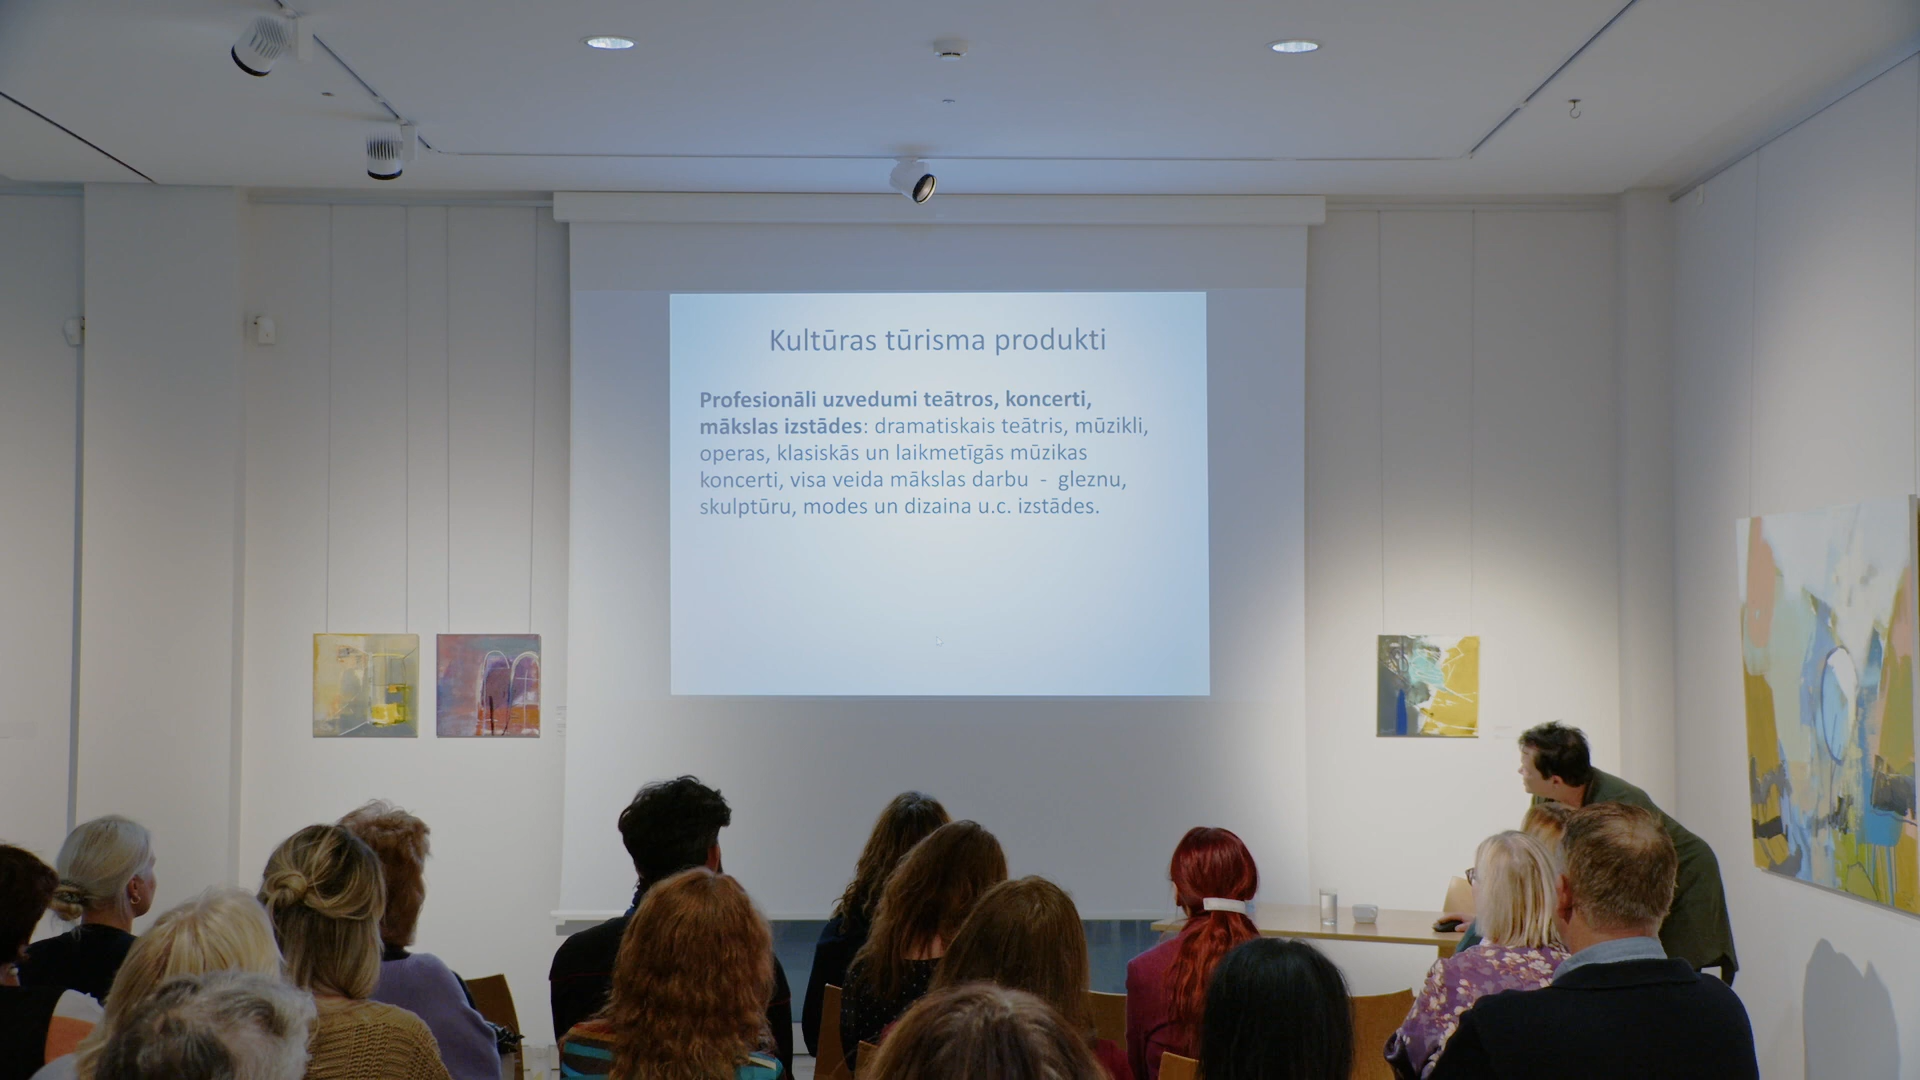 Kultūras tūrisma produkti
Profesionāli uzvedumi teātros, koncerti,
mākslas izstādes: dramatiskais teātris, mūzikli,
operas, klasiskās un laikmetīgās mūzikas
koncerti, visa veida mākslas darbu  -  gleznu,
skulptūru, modes un dizaina u.c. izstādes.